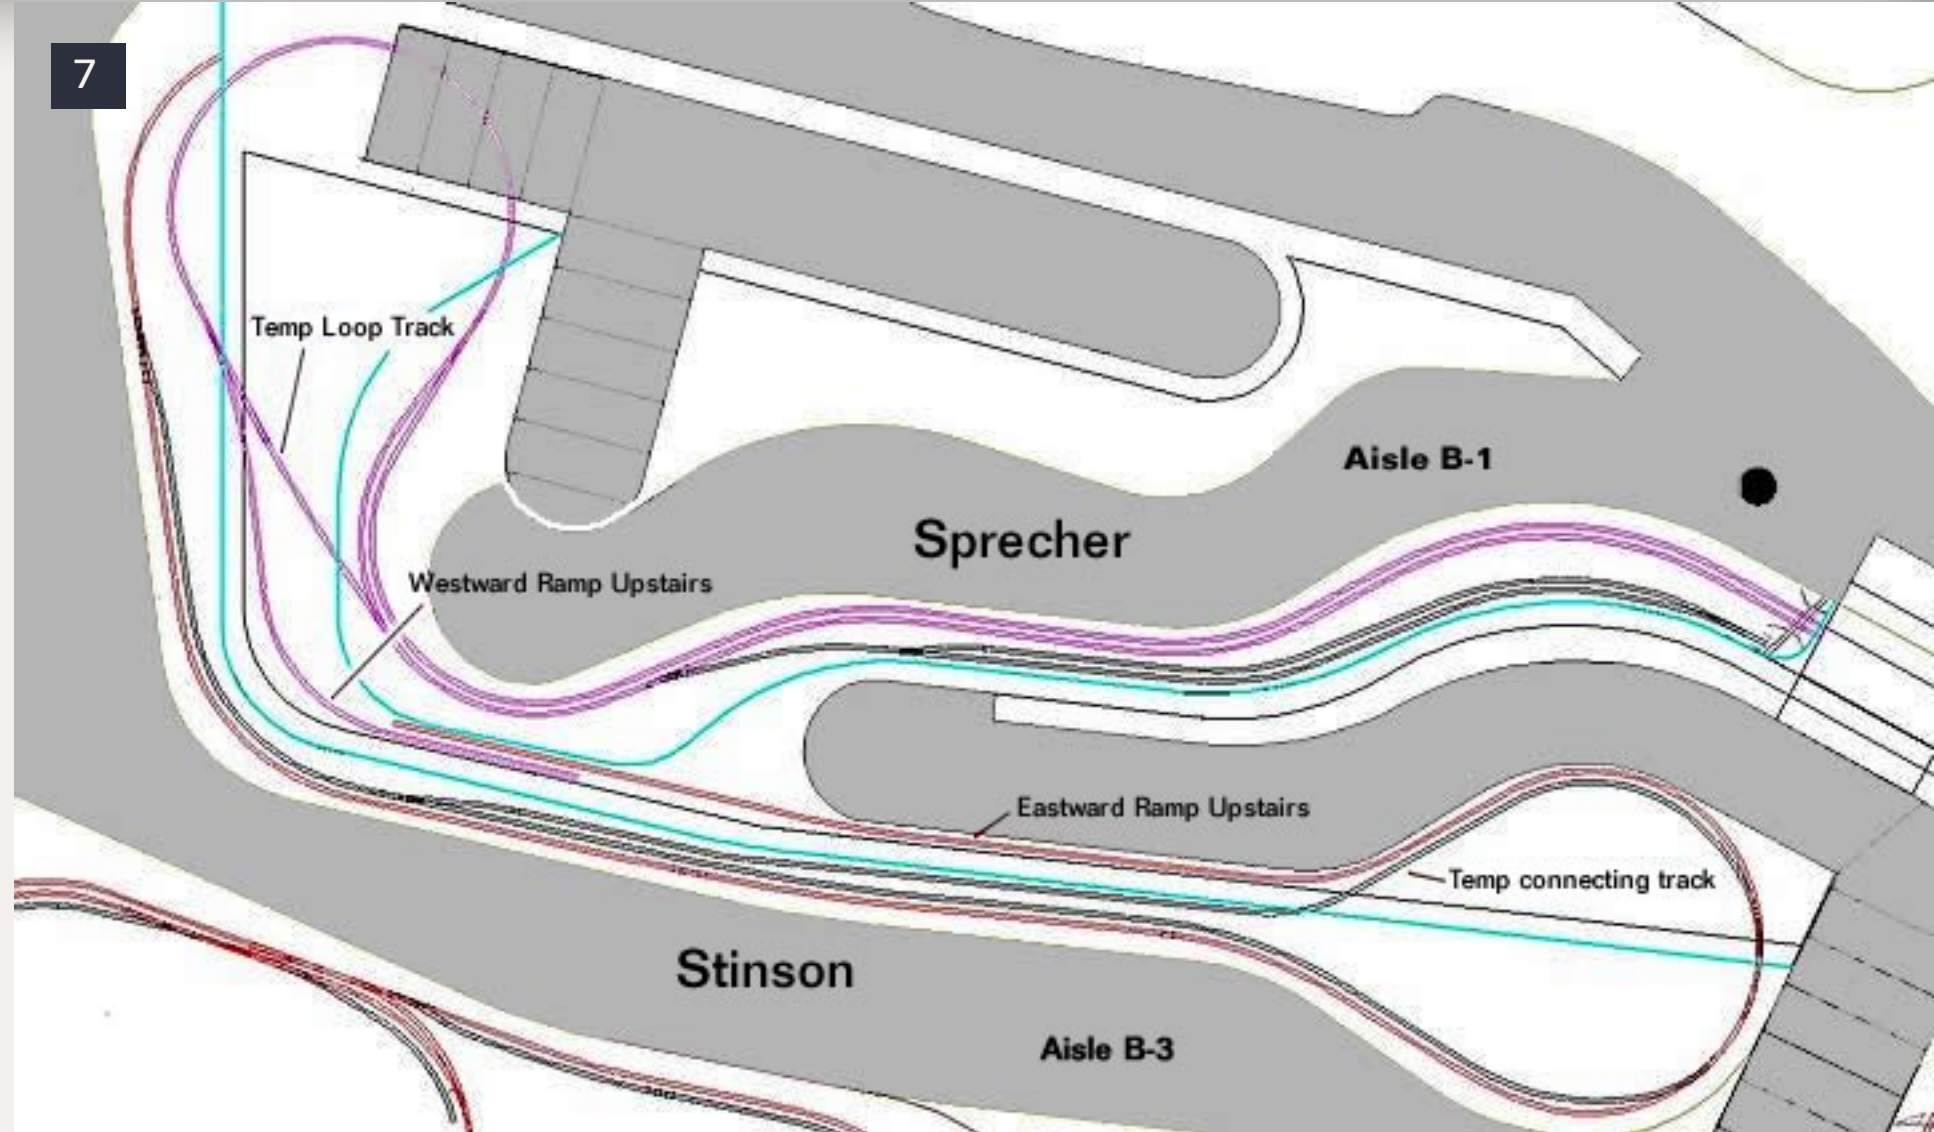 7
Temp Loop Track
Aisle B-1
Sprecher
Westward Ramp Upstairs
Eastward Ramp Upstairs
Temp connecting track
Stinson
Aisle B-3